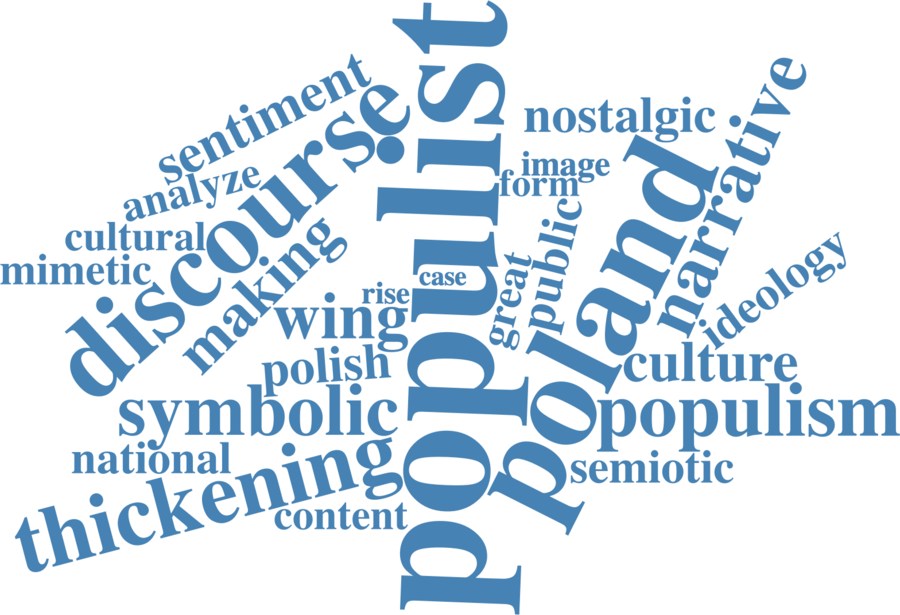 populist
sentiment
discourse
nostalgic
narrative
image
form
analyze
cultural
mimetic
making
public
poland
great
case
rise
wing
ideology
polish
culture
symbolic
populism
national
semiotic
thickening
content